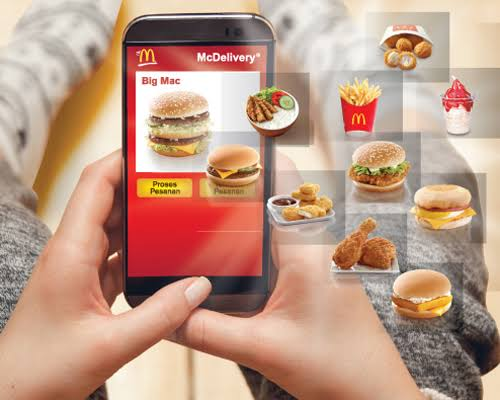 McDelivery®
Big Mac
Proses
Pesanan
Pesanan